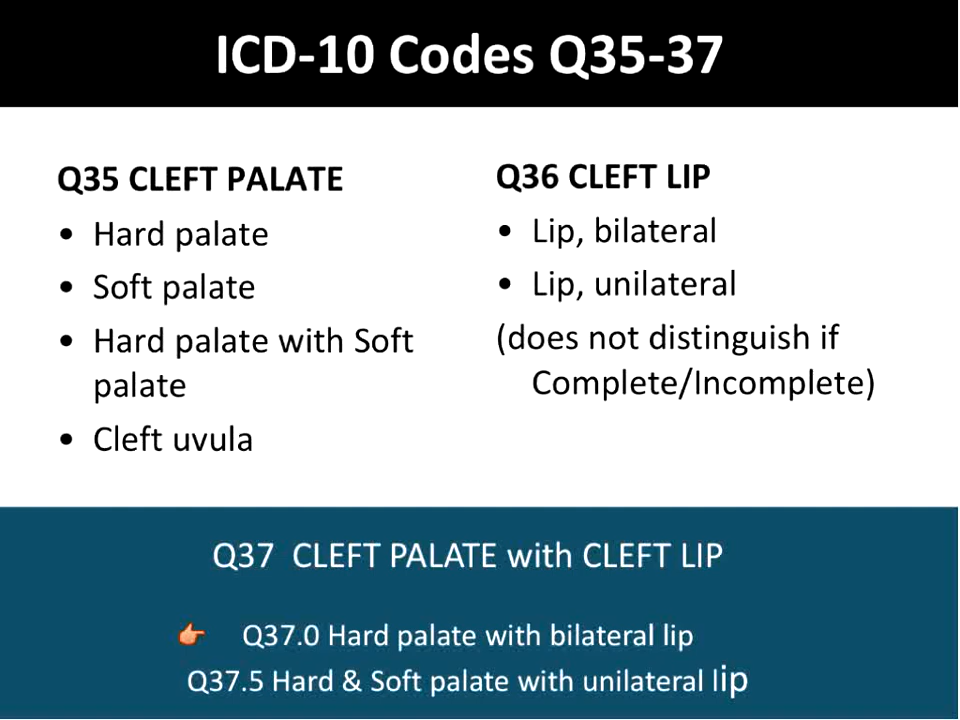 ICD-10 Codes Q35-37
Q35 CLEFT PALATE
• Hard palate
• Soft palate
• Hard palate with Soft
palate
• Cleft uvula
Q36 CLEFT LIP
• Lip, bilateral
• Lip, unilateral
(does not distinguish if
Complete/Incomplete)
Q37 CLEFT PALATE with CLEFT LIP
👉 Q37.0 Hard palate with bilateral lip
Q37.5 Hard & Soft palate with unilateral lip